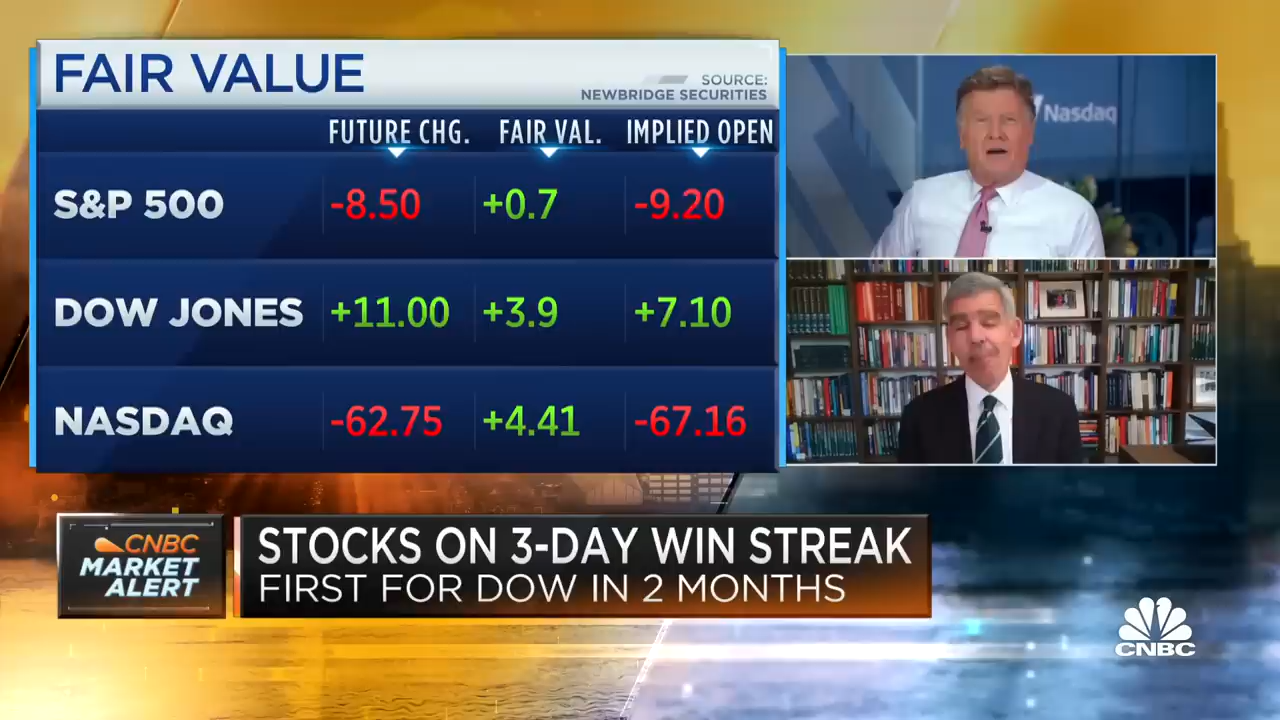 FAIR VALUE
SOURCE:
NEWBRIDGE SECURITIES
FUTURE CHG. FAIR VAL. IMPLIED OPEN
S&P 500 -8.50 +0.7 -9.20
DOW JONES +11.00 +3.9 +7.10
NASDAQ -62.75 +4.41 -67.16
Nasdaq
CNBC
MARKET
ALERT
STOCKS ON 3-DAY WIN STREAK
FIRST FOR DOW IN 2 MONTHS
CNBC